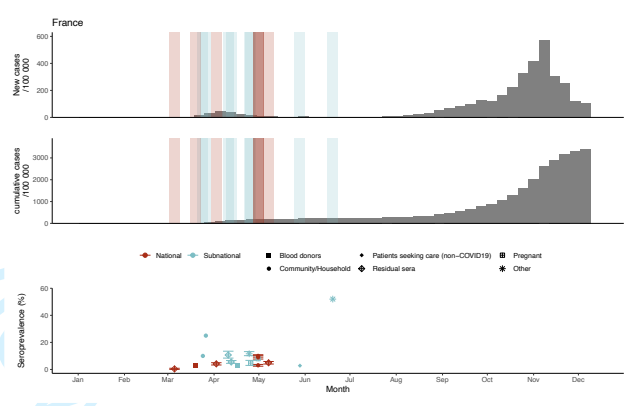 France
New cases
/100 000
600
400
200
0
cumulative cases
/100 000
3000
2000
1000
0
National
Subnational
Blood donors
Patients seeking care (non−COVID19)
Pregnant
Community/Household
Residual sera
Other
Seroprevalence (%)
60
40
20
0
Jan
Feb
Mar
Apr
May
Jun
Jul
Aug
Sep
Oct
Nov
Dec
Month